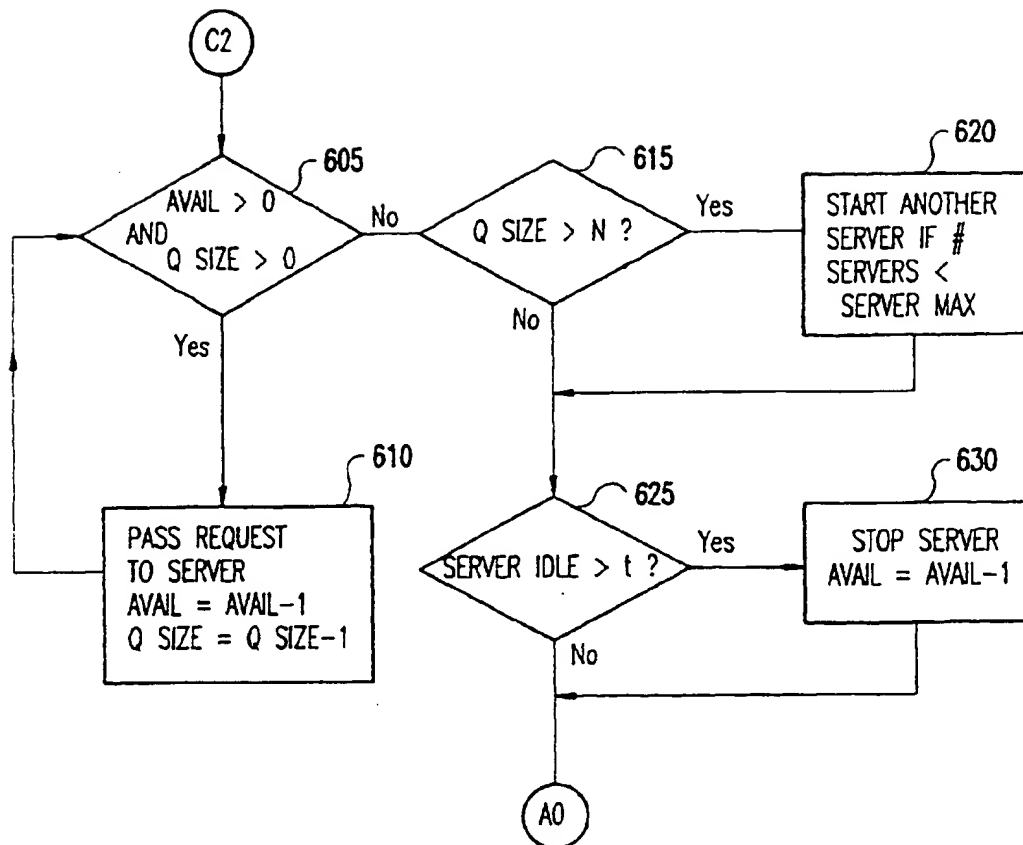 C2
605
AVAIL > 0
AND
Q SIZE > 0
No
Yes
615
Q SIZE > N ?
Yes
No
620
START ANOTHER
SERVER IF #
SERVERS <
SERVER MAX
610
PASS REQUEST
TO SERVER
AVAIL = AVAIL-1
Q SIZE = Q SIZE-1
625
SERVER IDLE > t ?
Yes
No
630
STOP SERVER
AVAIL = AVAIL-1
A0